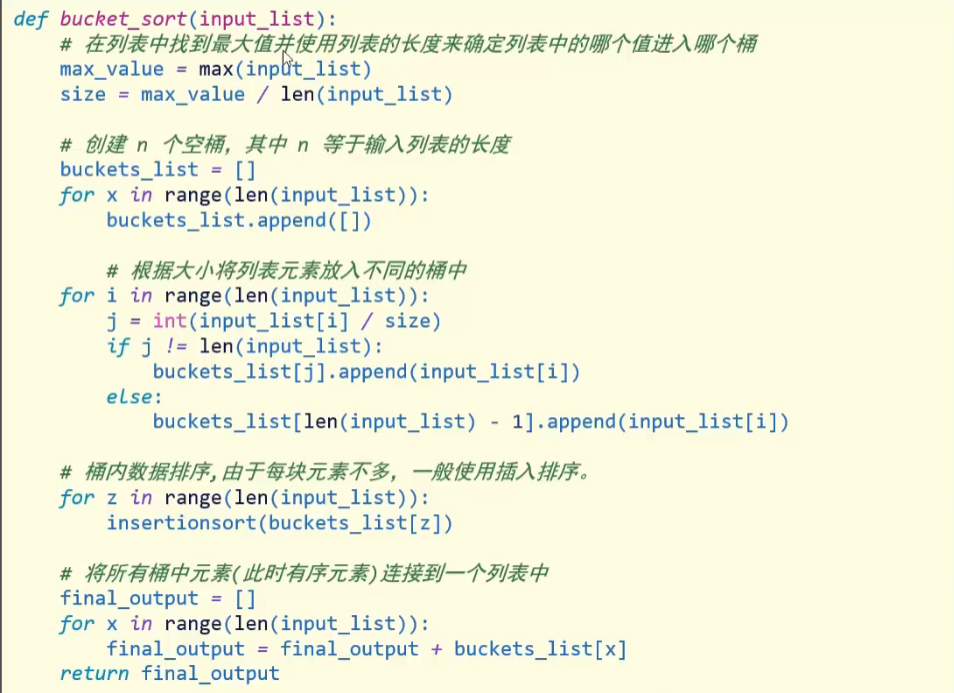 def bucket_sort(input_list):
    # 在列表中找到最大值并使用列表的长度来确定列表中的哪个值进入哪个桶
    max_value = max(input_list)
    size = max_value / len(input_list)

    # 创建 n 个空桶，其中 n 等于输入列表的长度
    buckets_list = []
    for x in range(len(input_list)):
        buckets_list.append([])

        # 根据大小将列表元素放入不同的桶中
    for i in range(len(input_list)):
        j = int(input_list[i] / size)
        if j != len(input_list):
            buckets_list[j].append(input_list[i])
        else:
            buckets_list[len(input_list) - 1].append(input_list[i])

    # 桶内数据排序,由于每块元素不多，一般使用插入排序。
    for z in range(len(input_list)):
        insertionsort(buckets_list[z])

    # 将所有桶中元素(此时有序元素)连接到一个列表中
    final_output = []
    for x in range(len(input_list)):
        final_output = final_output + buckets_list[x]
    return final_output